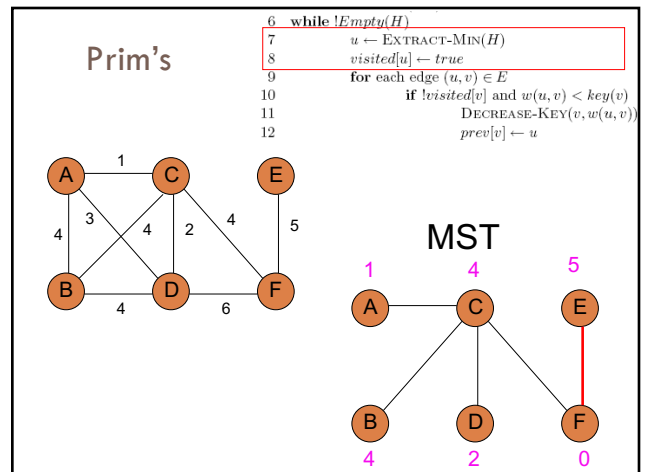 6 while !Empty(H)
7 u ← EXTRACT-MIN(H)
8 visited[u] ← true
9 for each edge (u, v) ∈ E
10 if !visited[v] and w(u, v) < key(v)
11 DECREASE-KEY(v, w(u, v))
12 prev[v] ← u
Prim's
1
A C E
3 4 2 4 5
4
B D F
4 6
MST
1 4 5
A C E
B D F
4 2 0